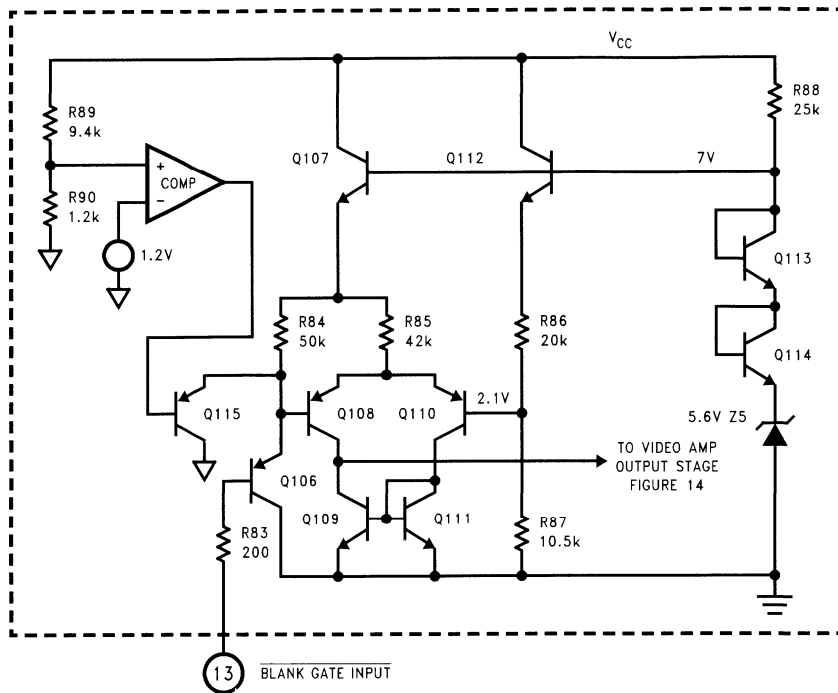 VCC
R89
9.4k
R88
25k
Q107
Q112
7V
+
COMP
−
R90
1.2k
1.2V
Q113
R84
50k
R85
42k
R86
20k
Q114
Q115
Q108
Q110
2.1V
5.6V Z5
Q106
TO VIDEO AMP
OUTPUT STAGE
FIGURE 14
R83
200
Q109
Q111
R87
10.5k
13
BLANK GATE INPUT